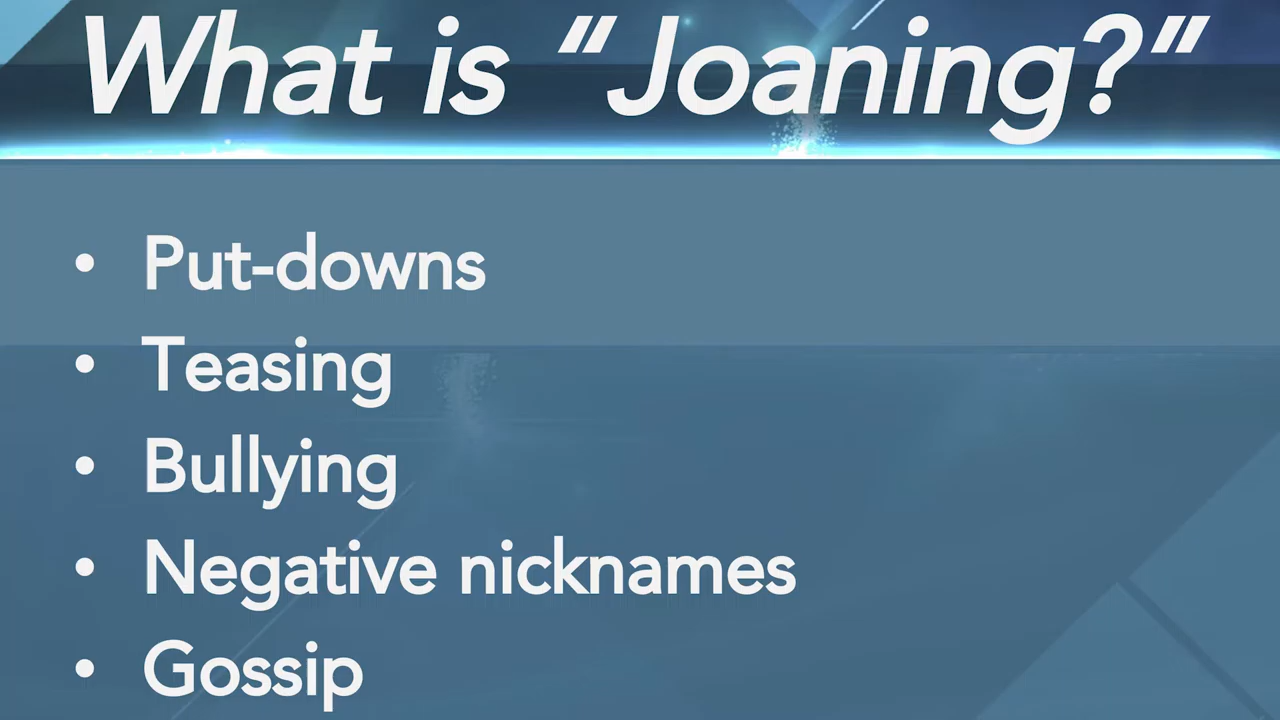 What is “Joaning?”
• Put-downs
• Teasing
• Bullying
• Negative nicknames
• Gossip